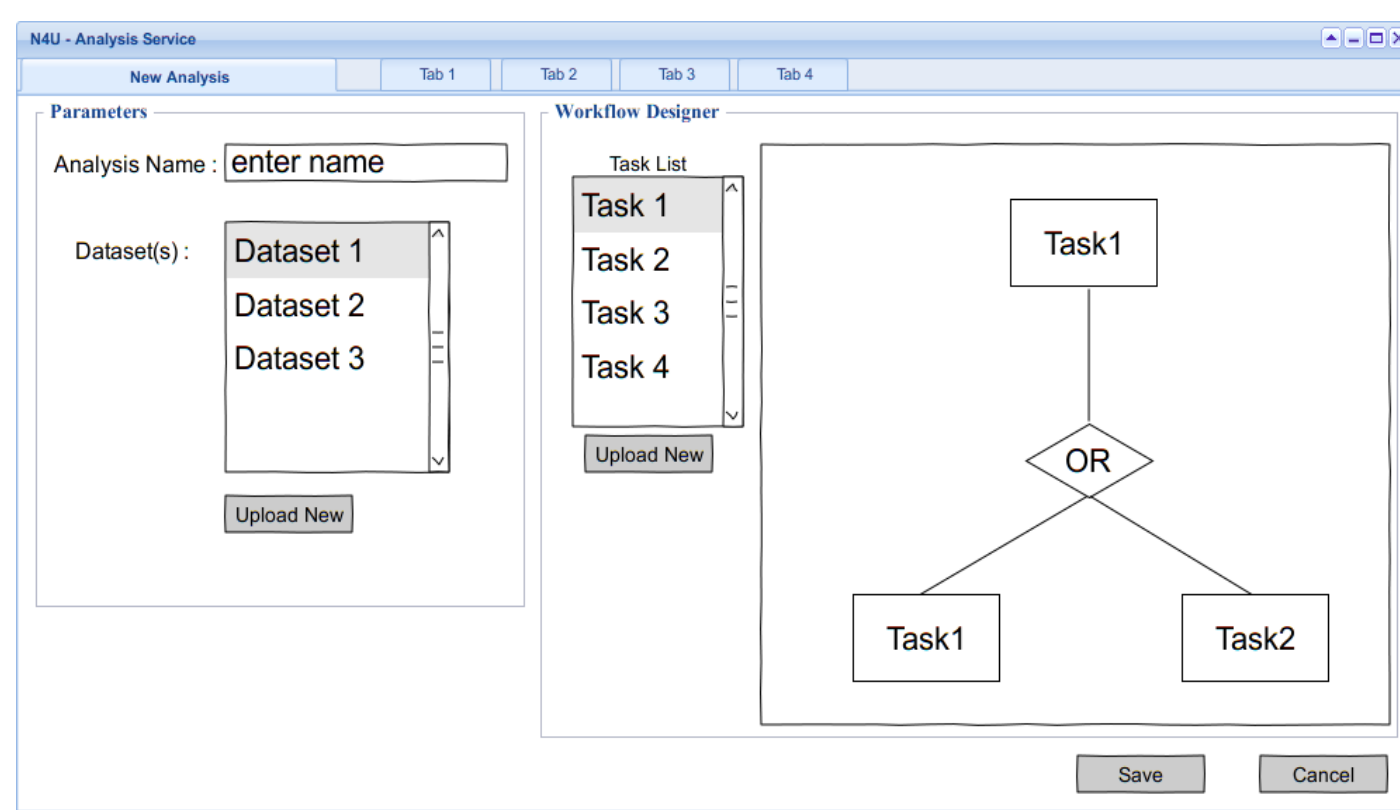 N4U - Analysis Service
New Analysis
Tab 1
Tab 2
Tab 3
Tab 4
Parameters
Analysis Name :
enter name
Dataset(s) :
Dataset 1
Dataset 2
Dataset 3
Upload New
Workflow Designer
Task List
Task 1
Task 2
Task 3
Task 4
Upload New
Task1
OR
Task1
Task2
Save
Cancel